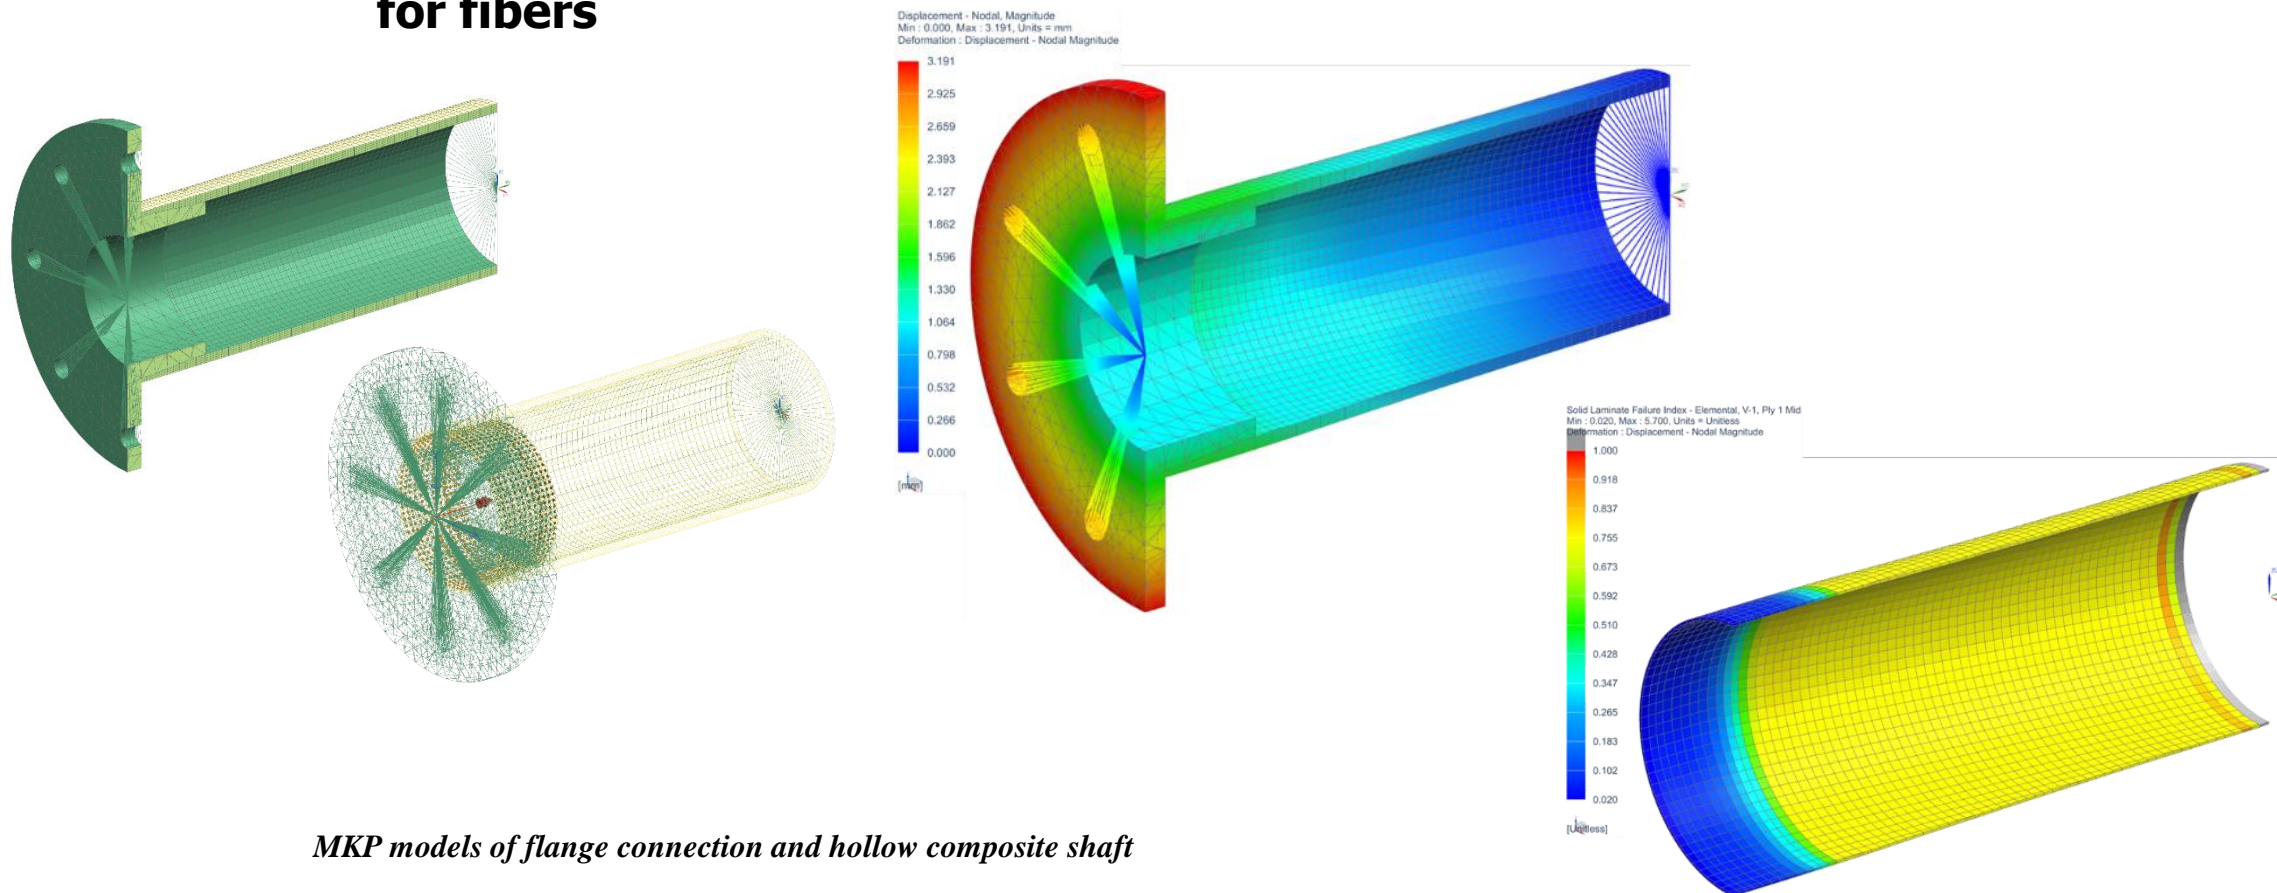 for fibers
Displacement - Nodal, Magnitude
Min : 0.000, Max : 3.191, Units = mm
Deformation : Displacement - Nodal Magnitude
3.191
2.925
2.659
2.393
2.127
1.862
1.596
1.330
1.064
0.798
0.532
0.266
0.000
[mm]
Solid Laminate Failure Index - Elemental, V-1, Ply 1 Mid
Min : 0.020, Max : 5.700, Units = Unitless
Deformation : Displacement - Nodal Magnitude
1.000
0.918
0.837
0.755
0.673
0.592
0.510
0.428
0.347
0.265
0.183
0.102
0.020
[Unitless]
MKP models of flange connection and hollow composite shaft